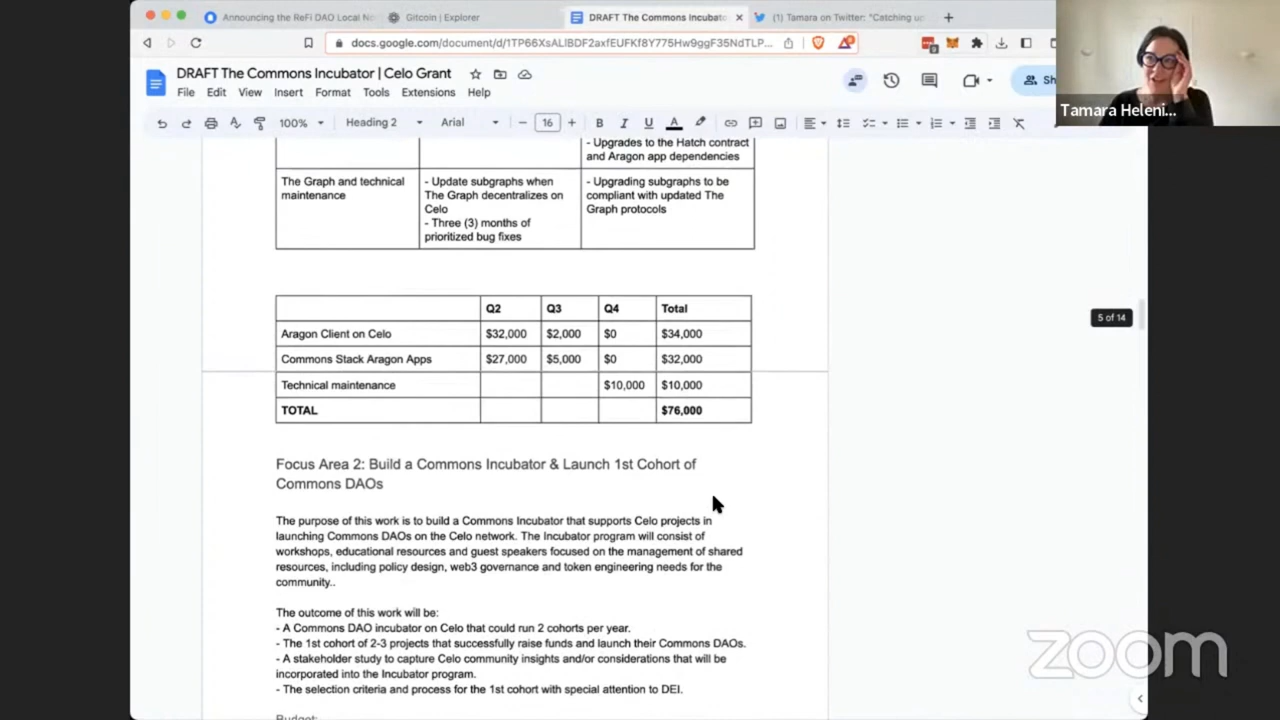 Announcing the ReFi DAO Local No
Gitcoin | Explorer
DRAFT The Commons Incubato
(1) Tamara on Twitter: "Catching u
docs.google.com/document/d/1TP66XsALIBDF2axfEUFKf8Y775Hw9ggF35NdTLP...
DRAFT The Commons Incubator | Celo Grant
File Edit View Insert Format Tools Extensions Help
Sh
Tamara Heleni...
100% Heading 2 Arial 16 B I U A
- Upgrades to the Hatch contract
and Aragon app dependencies
The Graph and technical
maintenance
- Update subgraphs when
The Graph decentralizes on
Celo
- Three (3) months of
prioritized bug fixes
- Upgrading subgraphs to be
compliant with updated The
Graph protocols
Q2 Q3 Q4 Total
Aragon Client on Celo $32,000 $2,000 $0 $34,000
Commons Stack Aragon Apps $27,000 $5,000 $0 $32,000
Technical maintenance $10,000 $10,000
TOTAL $76,000
5 of 14
Focus Area 2: Build a Commons Incubator & Launch 1st Cohort of
Commons DAOs
The purpose of this work is to build a Commons Incubator that supports Celo projects in
launching Commons DAOs on the Celo network. The Incubator program will consist of
workshops, educational resources and guest speakers focused on the management of shared
resources, including policy design, web3 governance and token engineering needs for the
community..
The outcome of this work will be:
- A Commons DAO incubator on Celo that could run 2 cohorts per year.
- The 1st cohort of 2-3 projects that successfully raise funds and launch their Commons DAOs.
- A stakeholder study to capture Celo community insights and/or considerations that will be
incorporated into the Incubator program.
- The selection criteria and process for the 1st cohort with special attention to DEI.
Budget:
zoom